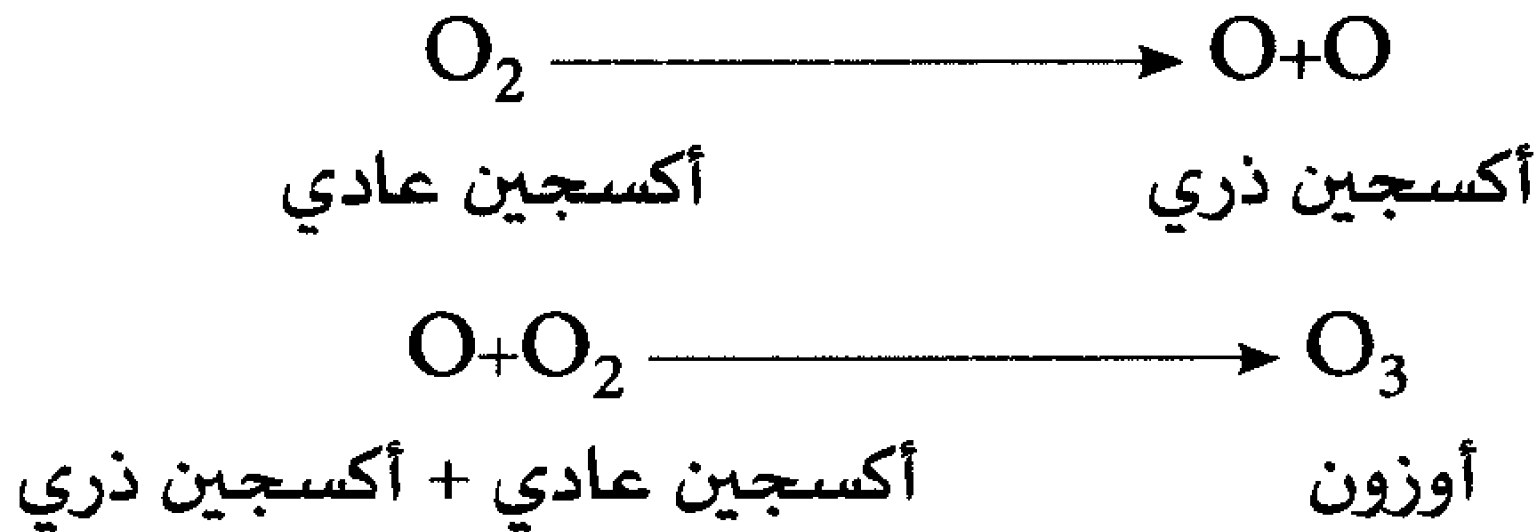 O₂ ⟶ O+O
أكسجين عادي أكسجين ذري
O+O₂ ⟶ O₃
أكسجين عادي + أكسجين ذري أوزون